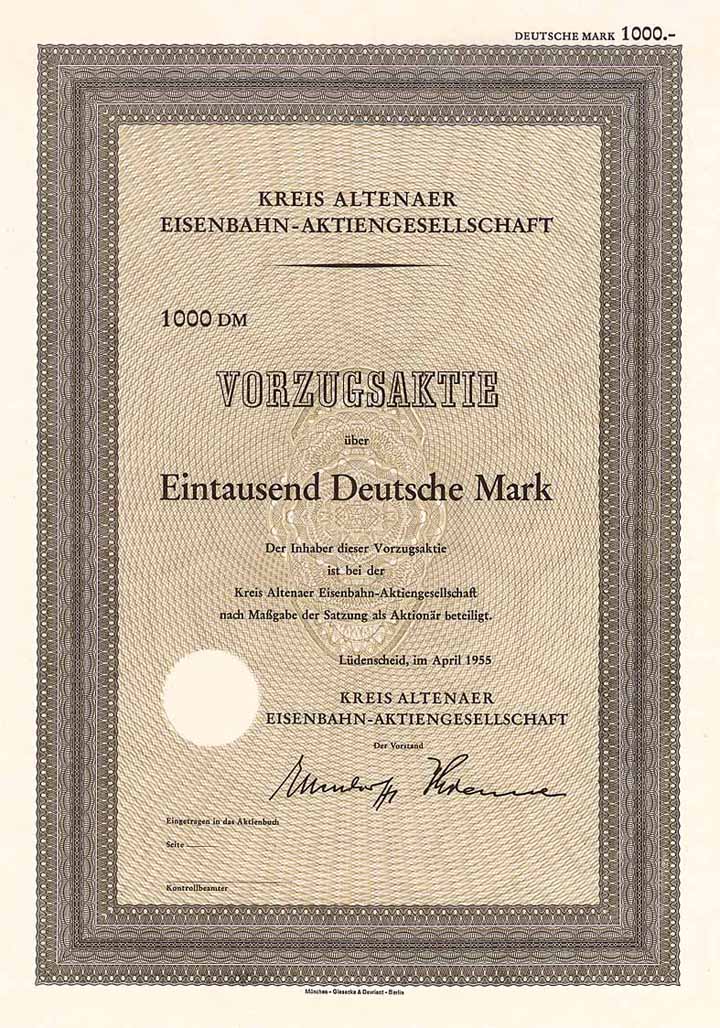 DEUTSCHE MARK 1000.-
KREIS ALTENAER
EISENBAHN-AKTIENGESELLSCHAFT
1000 DM
VORZUGSAKTIE
über
Eintausend Deutsche Mark
Der Inhaber dieser Vorzugsaktie
ist bei der
Kreis Altenaer Eisenbahn-Aktiengesellschaft
nach Maßgabe der Satzung als Aktionär beteiligt.
Lüdenscheid, im April 1955
KREIS ALTENAER
EISENBAHN-AKTIENGESELLSCHAFT
Der Vorstand
Eingetragen in das Aktienbuch
Seite
Kontrollbeamter
München - Giesecke & Devrient - Berlin